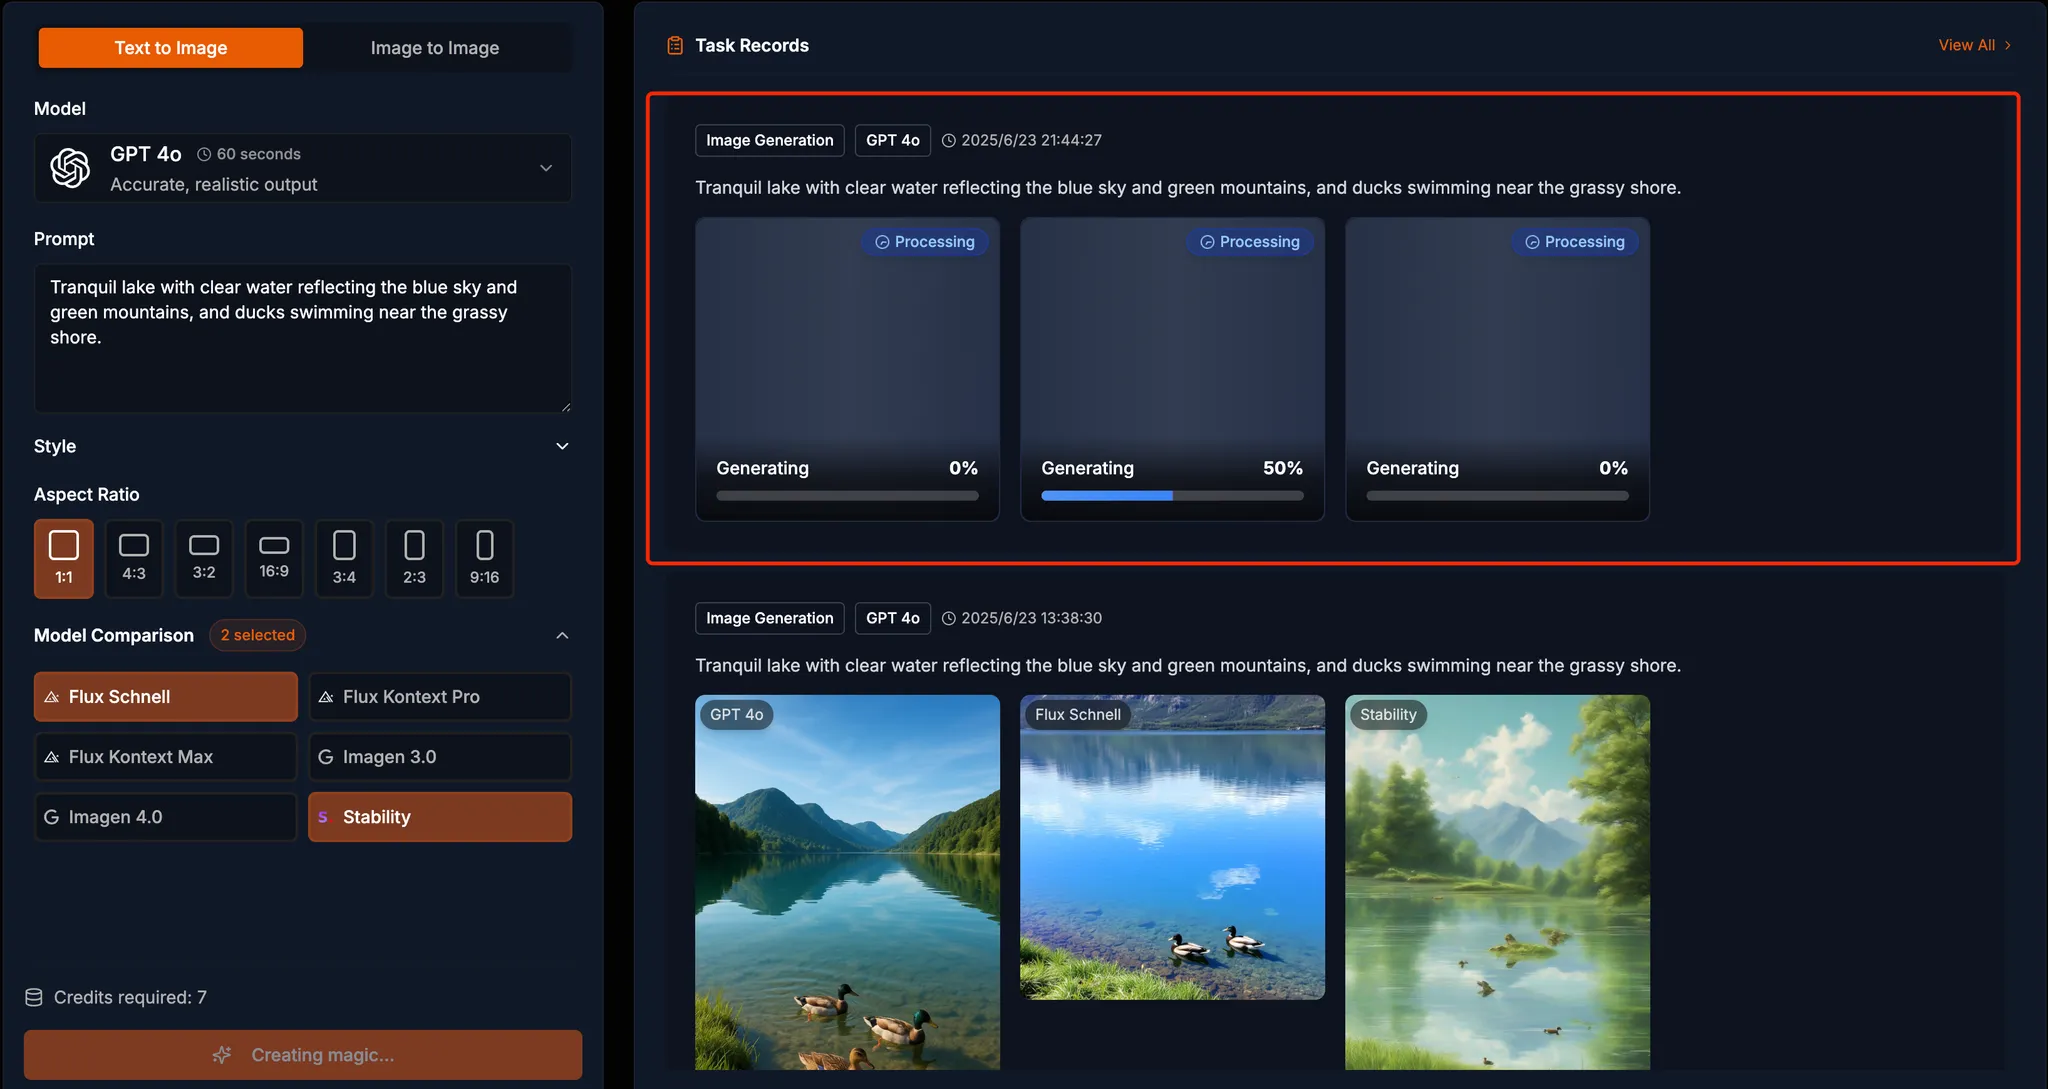 Text to Image
Image to Image
Model
GPT 4o 60 seconds
Accurate, realistic output
Prompt
Tranquil lake with clear water reflecting the blue sky and
green mountains, and ducks swimming near the grassy
shore.
Style
Aspect Ratio
1:1
4:3
3:2
16:9
3:4
2:3
9:16
Model Comparison 2 selected
Flux Schnell
Flux Kontext Pro
Flux Kontext Max
G Imagen 3.0
G Imagen 4.0
S Stability
Credits required: 7
Creating magic...
Task Records
View All
Image Generation GPT 4o 2025/6/23 21:44:27
Tranquil lake with clear water reflecting the blue sky and green mountains, and ducks swimming near the grassy shore.
Processing
Generating 0%
Processing
Generating 50%
Processing
Generating 0%
Image Generation GPT 4o 2025/6/23 13:38:30
Tranquil lake with clear water reflecting the blue sky and green mountains, and ducks swimming near the grassy shore.
GPT 4o
Flux Schnell
Stability